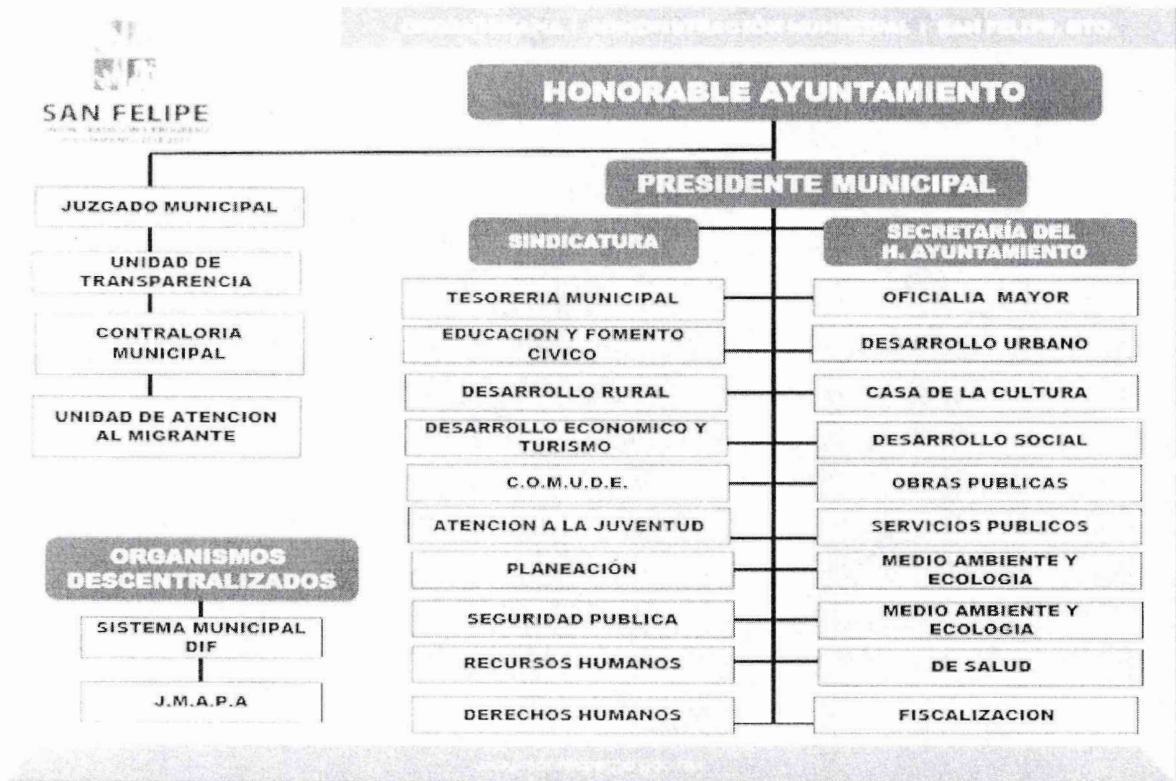 SAN FELIPE, GTO
SAN FELIPE
HONORABLE AYUNTAMIENTO
PRESIDENTE MUNICIPAL
JUZGADO MUNICIPAL
UNIDAD DE
TRANSPARENCIA
CONTRALORIA
MUNICIPAL
UNIDAD DE ATENCION
AL MIGRANTE
SINDICATURA
SECRETARÍA DEL
H. AYUNTAMIENTO
TESORERIA MUNICIPAL
OFICIALIA MAYOR
EDUCACION Y FOMENTO
CIVICO
DESARROLLO URBANO
DESARROLLO RURAL
CASA DE LA CULTURA
DESARROLLO ECONOMICO Y
TURISMO
DESARROLLO SOCIAL
C.O.M.U.D.E.
OBRAS PUBLICAS
ATENCION A LA JUVENTUD
SERVICIOS PUBLICOS
PLANEACIÓN
MEDIO AMBIENTE Y
ECOLOGIA
SEGURIDAD PUBLICA
MEDIO AMBIENTE Y
ECOLOGIA
RECURSOS HUMANOS
DE SALUD
DERECHOS HUMANOS
FISCALIZACION
ORGANISMOS
DESCENTRALIZADOS
SISTEMA MUNICIPAL
DIF
J.M.A.P.A